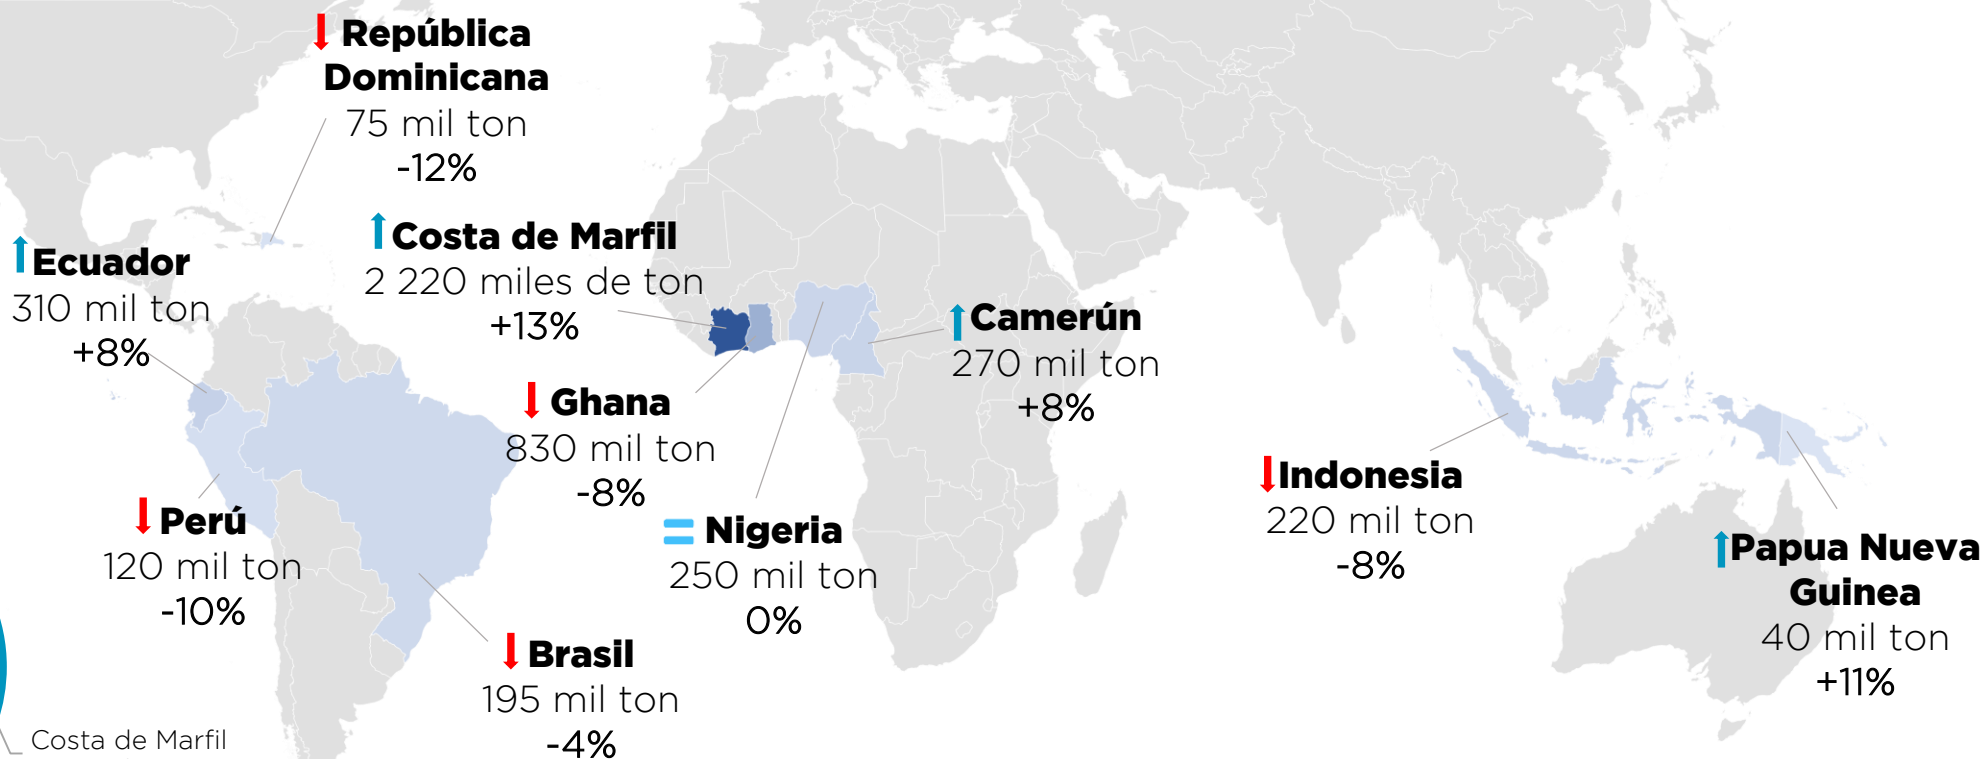 República
Dominicana
75 mil ton
-12%
Costa de Marfil
2 220 miles de ton
+13%
Ecuador
310 mil ton
+8%
Camerún
270 mil ton
+8%
Ghana
830 mil ton
-8%
Perú
120 mil ton
-10%
Nigeria
250 mil ton
0%
Indonesia
220 mil ton
-8%
Papua Nueva
Guinea
40 mil ton
+11%
Brasil
195 mil ton
-4%
Costa de Marfil